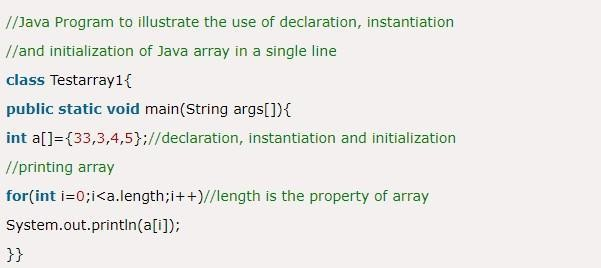 //Java Program to illustrate the use of declaration, instantiation
//and initialization of Java array in a single line
class Testarray1{
public static void main(String args[]){
int a[]={33,3,4,5};//declaration, instantiation and initialization
//printing array
for(int i=0;i<a.length;i++)//length is the property of array
System.out.println(a[i]);
}}